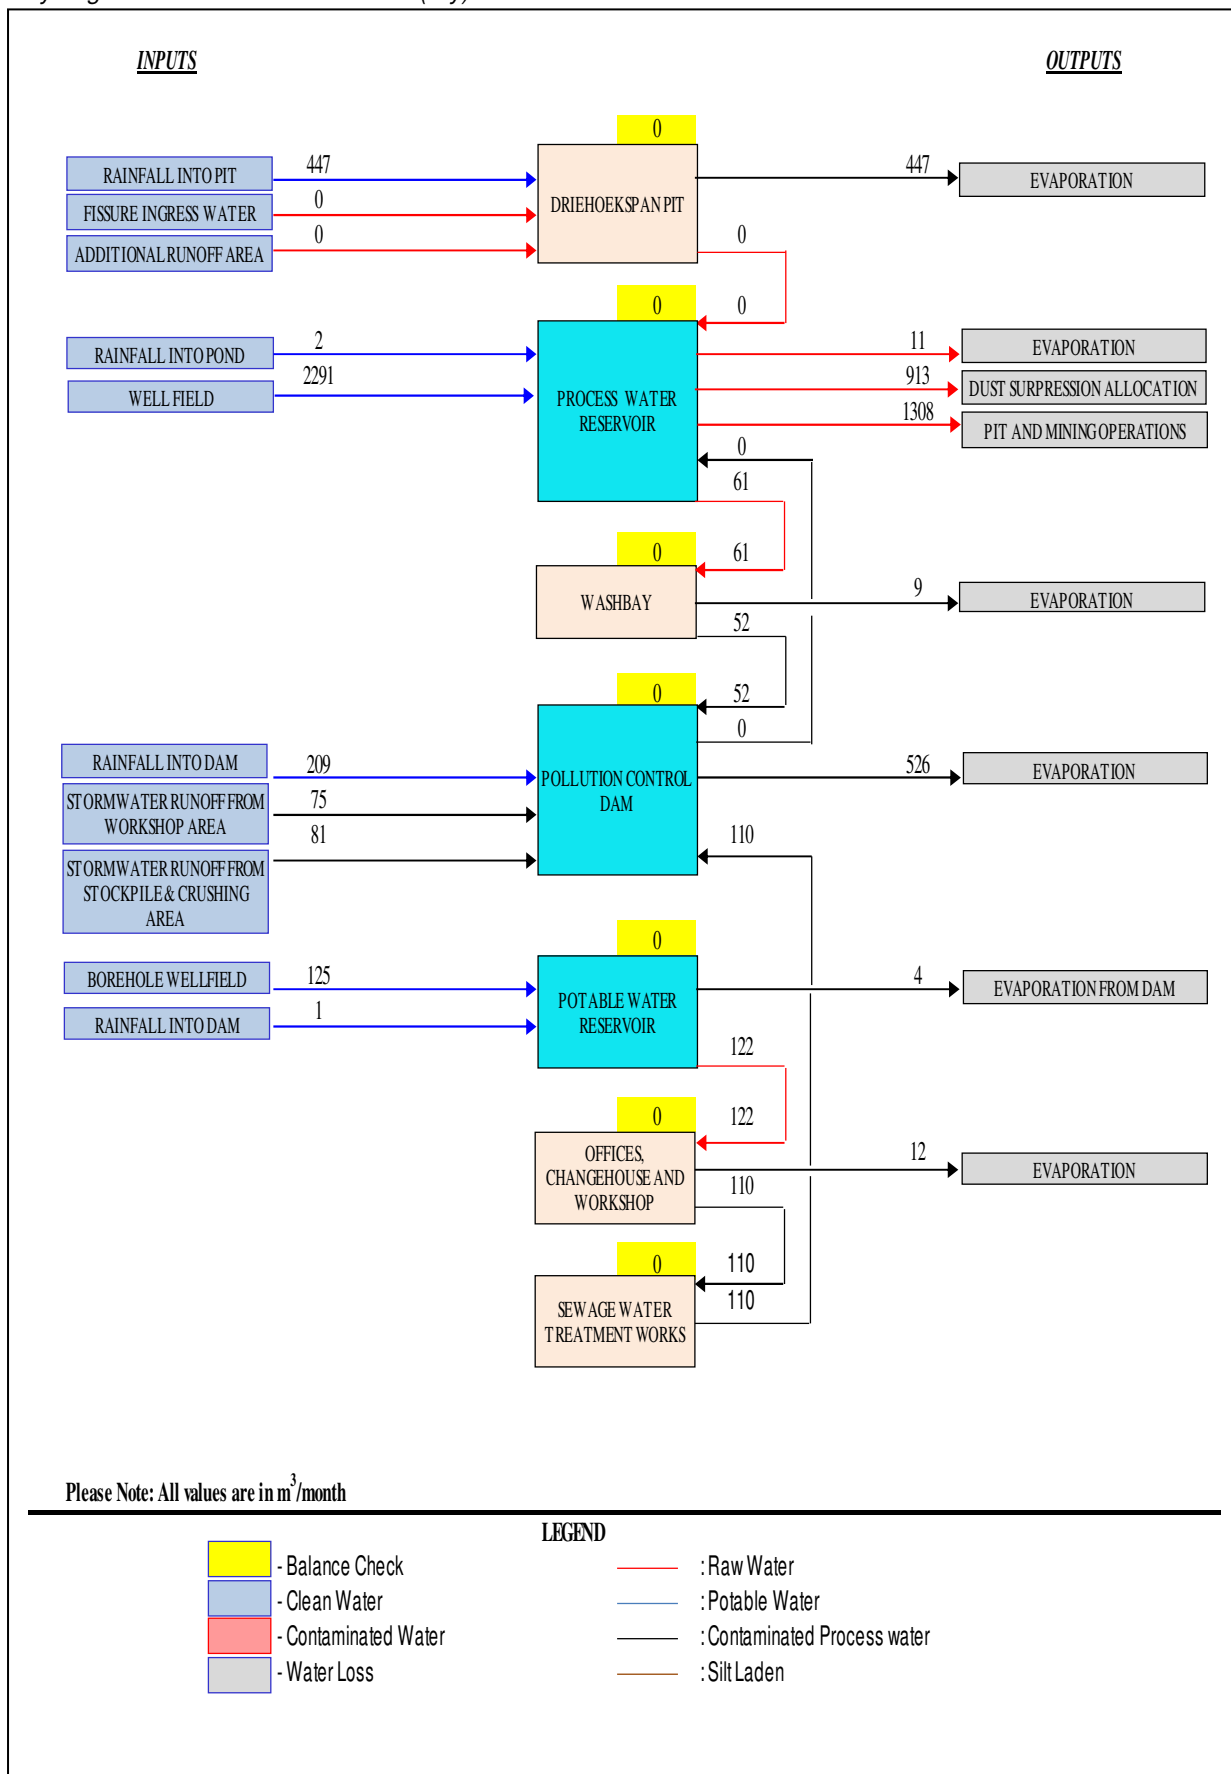 INPUTS
OUTPUTS
0
RAINFALL INTO PIT
447
447
EVAPORATION
FISSURE INGRESS WATER
0
DRIEHOEKSPAN PIT
ADDITIONAL RUNOFF AREA
0
0
0
0
RAINFALL INTO POND
2
11
EVAPORATION
WELL FIELD
2291
913
DUST SURPRESSION ALLOCATION
PROCESS WATER
RESERVOIR
1308
PIT AND MINING OPERATIONS
0
61
0
61
WASHBAY
9
EVAPORATION
52
0
52
0
RAINFALL INTO DAM
209
POLLUTION CONTROL
DAM
526
EVAPORATION
STORMWATER RUNOFF FROM
WORKSHOP AREA
75
81
110
STORMWATER RUNOFF FROM
STOCKPILE & CRUSHING
AREA
0
BOREHOLE WELLFIELD
125
4
EVAPORATION FROM DAM
RAINFALL INTO DAM
1
POTABLE WATER
RESERVOIR
122
0
122
OFFICES,
CHANGEHOUSE AND
WORKSHOP
12
EVAPORATION
110
0
110
110
SEWAGE WATER
TREATMENT WORKS
Please Note: All values are in m3/month
LEGEND
- Balance Check
: Raw Water
- Clean Water
: Potable Water
- Contaminated Water
: Contaminated Process water
- Water Loss
: Silt Laden